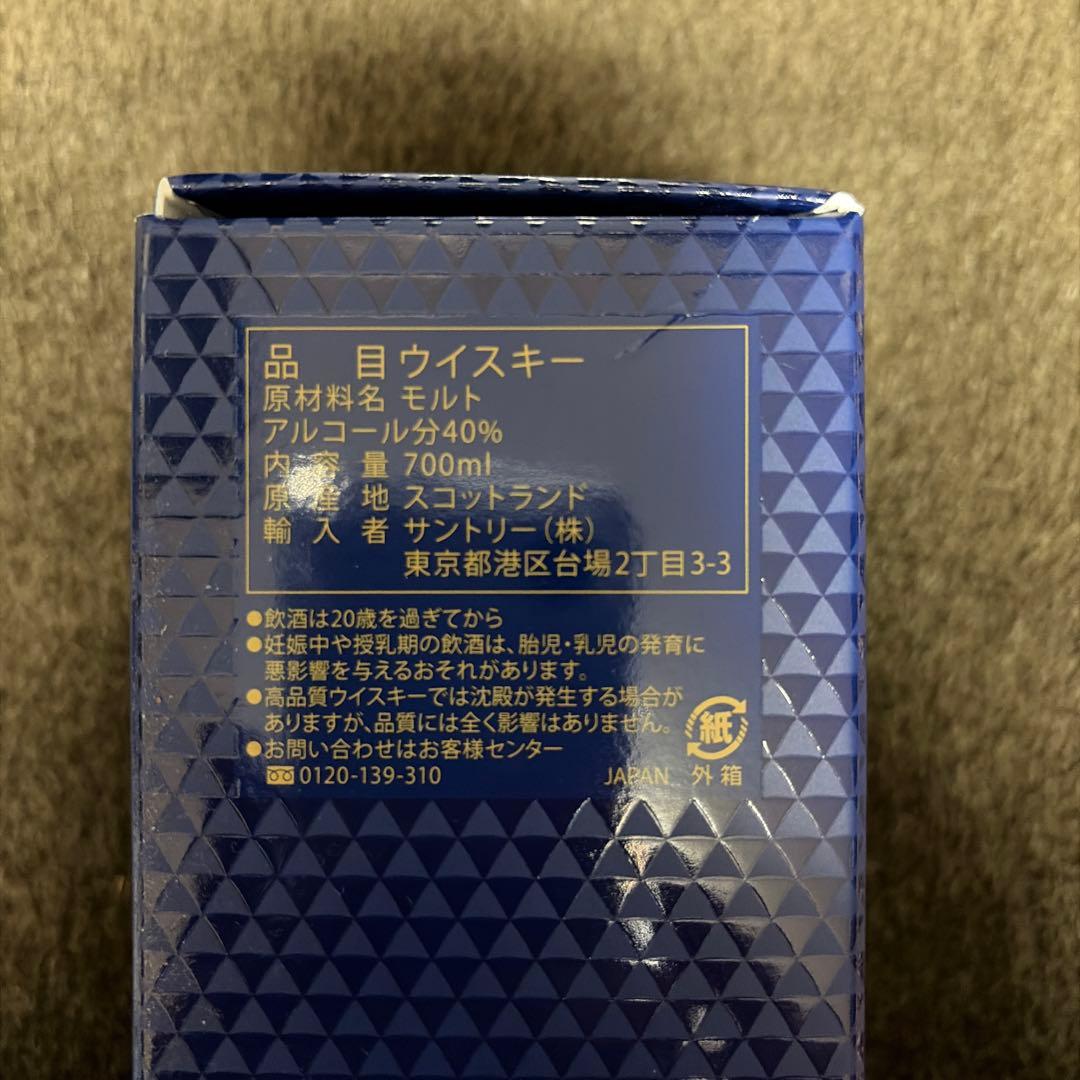 品 目 ウイスキー
原材料名 モルト
アルコール分40%
内 容 量 700ml
原 産 地 スコットランド
輸 入 者 サントリー(株)
東京都港区台場2丁目3-3
●飲酒は20歳を過ぎてから
●妊娠中や授乳期の飲酒は、胎児・乳児の発育に
悪影響を与えるおそれがあります。
●高品質ウイスキーでは沈殿が発生する場合が
ありますが、品質には全く影響はありません。
●お問い合わせはお客様センター
0120-139-310
紙
JAPAN 外箱